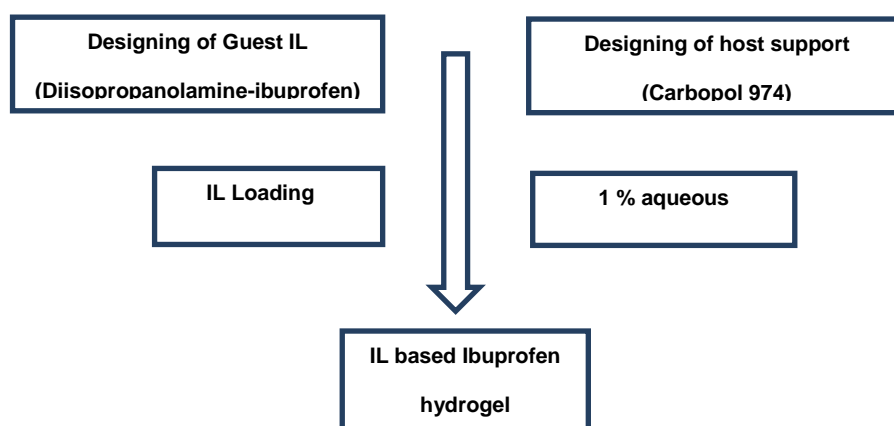 Designing of Guest IL
(Diisopropanolamine-ibuprofen)
Designing of host support
(Carbopol 974)
IL Loading
1 % aqueous
IL based Ibuprofen
hydrogel